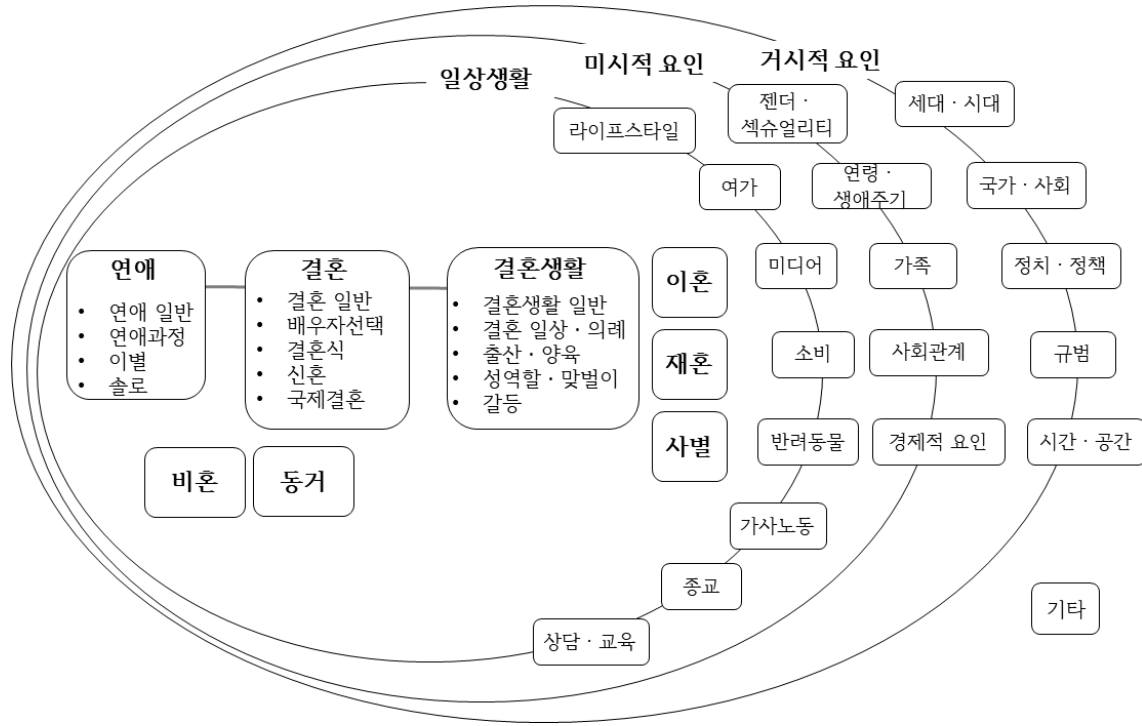 일상생활
미시적 요인
거시적 요인
라이프스타일
여가
미디어
소비
반려동물
가사노동
종교
상담 · 교육
젠더 ·
섹슈얼리티
연령 ·
생애주기
가족
사회관계
경제적 요인
세대 · 시대
국가 · 사회
정치 · 정책
규범
시간 · 공간
연애
• 연애 일반
• 연애과정
• 이별
• 솔로
결혼
• 결혼 일반
• 배우자선택
• 결혼식
• 신혼
• 국제결혼
결혼생활
• 결혼생활 일반
• 결혼 일상 · 의례
• 출산 · 양육
• 성역할 · 맞벌이
• 갈등
이혼
재혼
사별
비혼
동거
기타